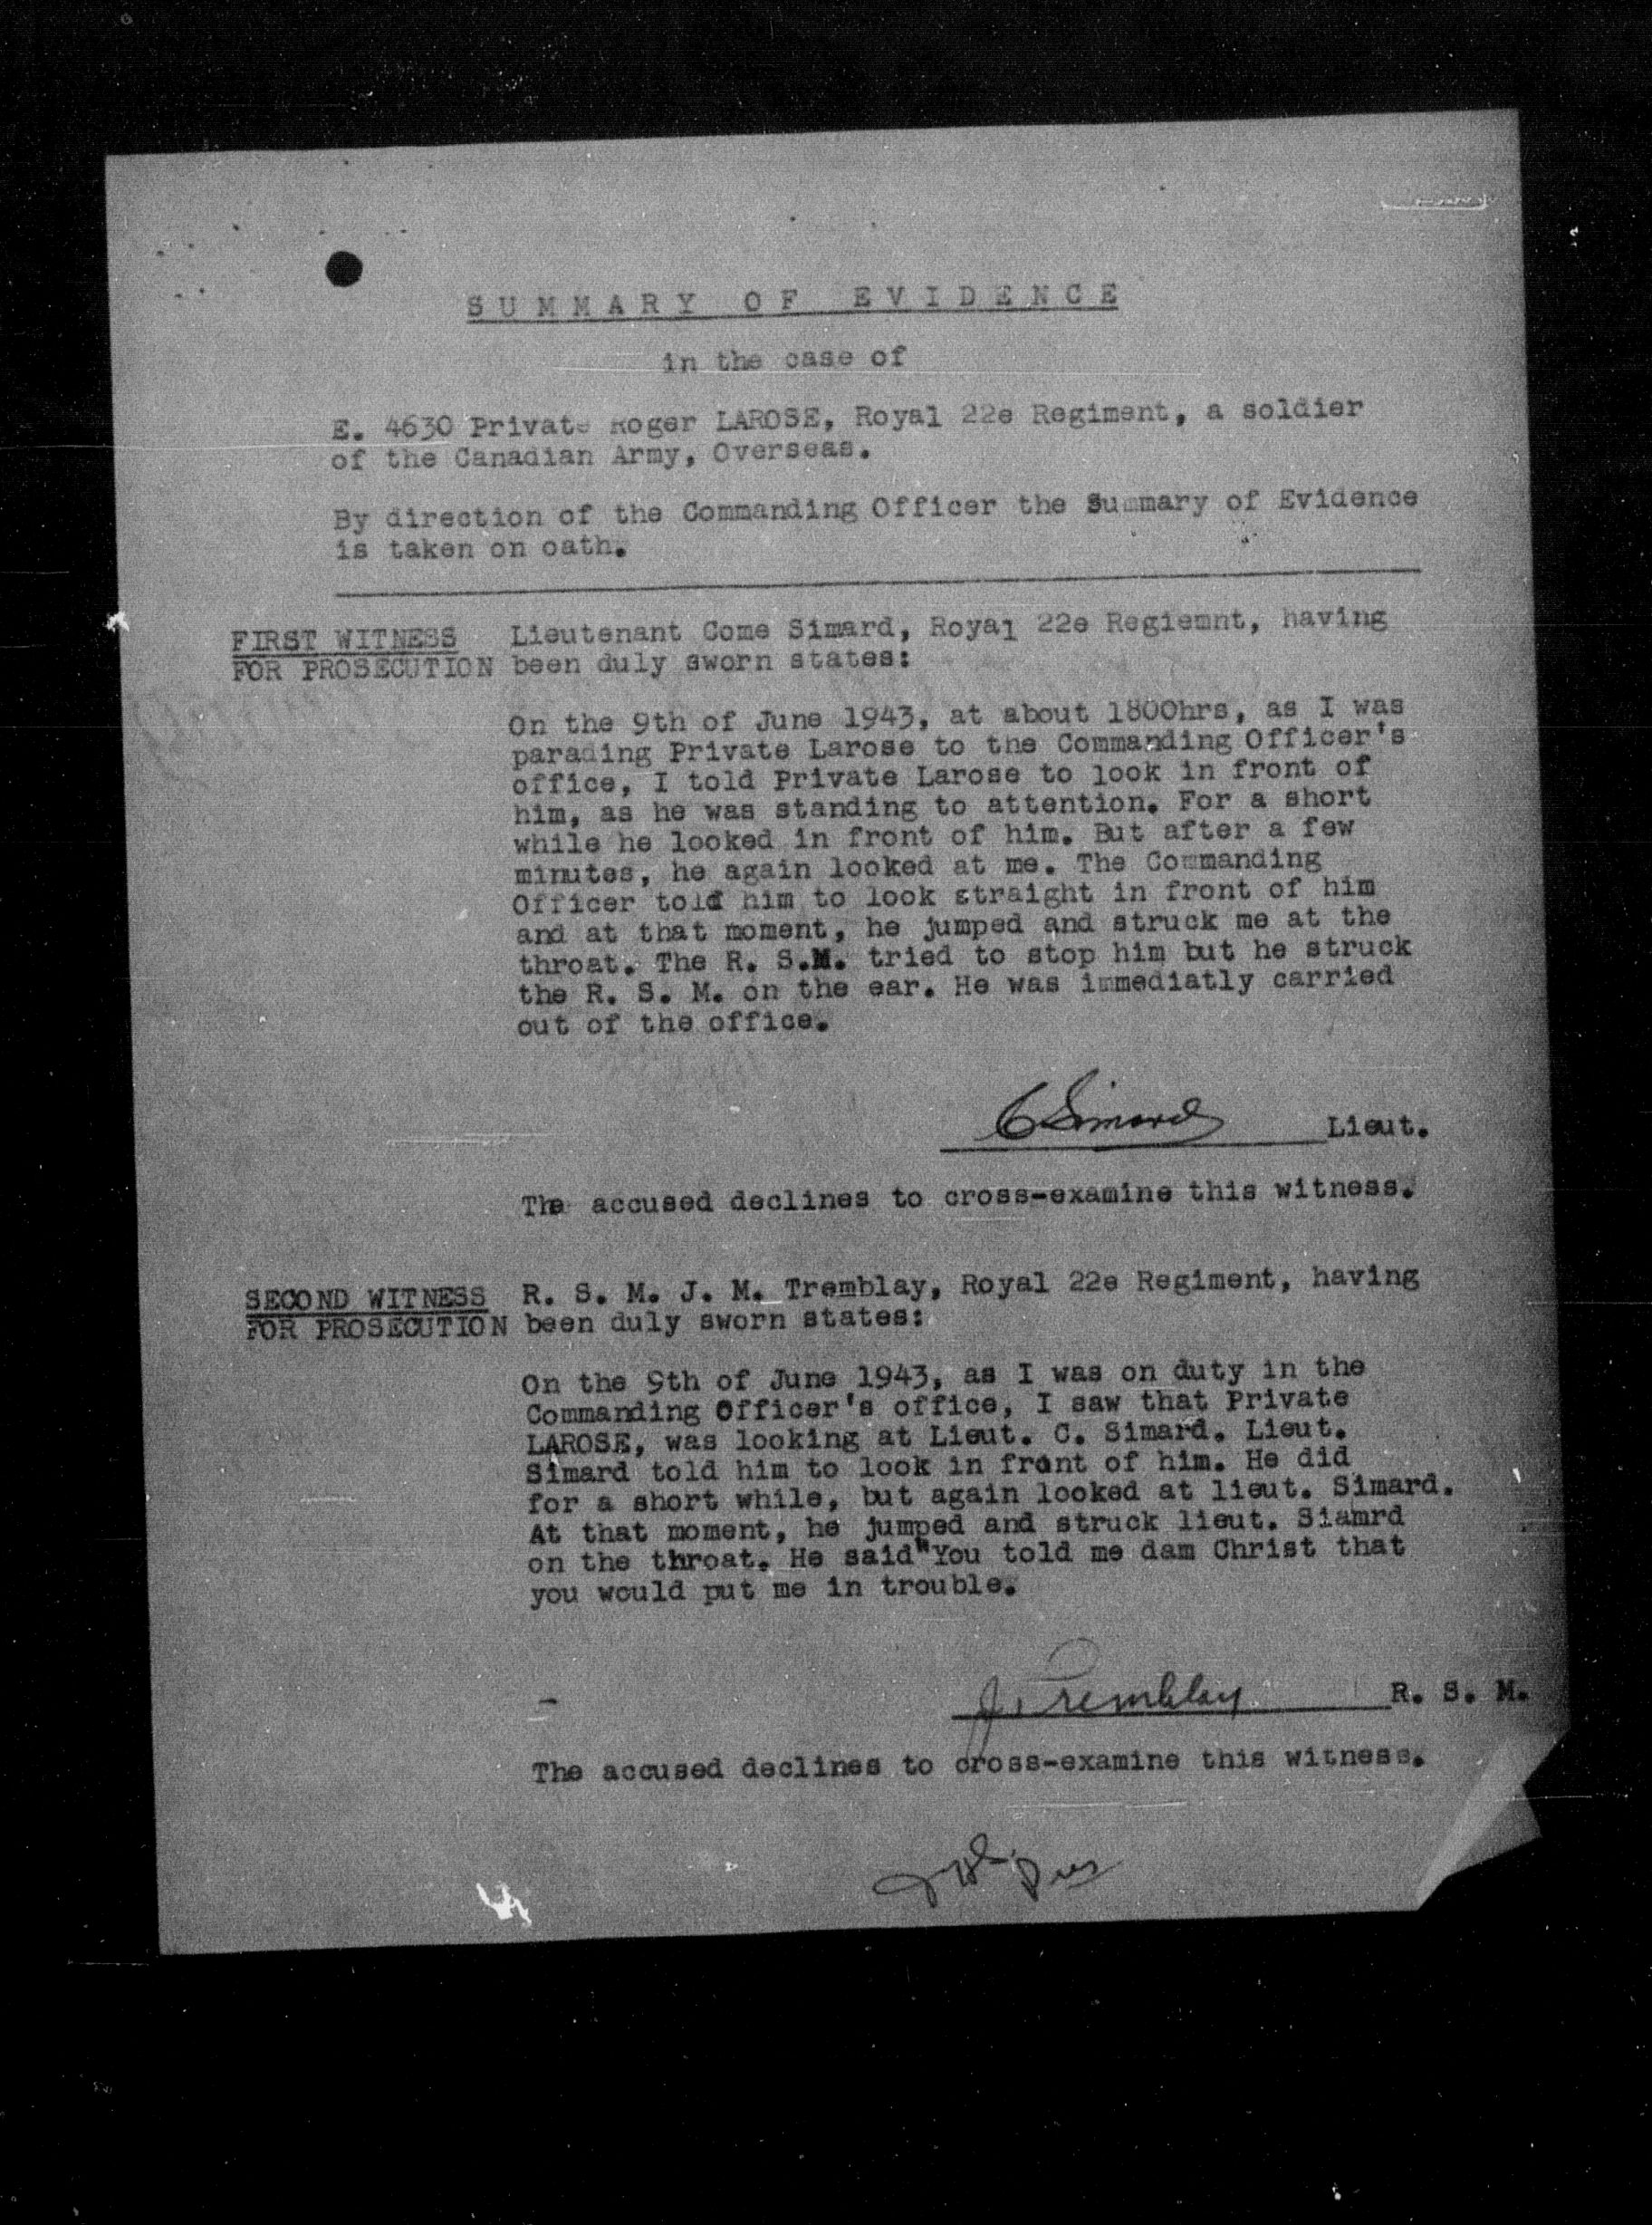 SUMMARY OF EVIDENCE
in the case of
E. 4630 Private Roger LAROSE, Royal 22e Regiment, a soldier
of the Canadian Army, Overseas.
By direction of the Commanding Officer the Summary of Evidence
is taken on oath.
FIRST WITNESS Lieutenant Come Simard, Royal 22e Regiemnt, having
FOR PROSECUTION been duly sworn states:
On the 9th of June 1943, at about 1800hrs, as I was
parading Private Larose to the Commanding Officer's
office, I told Private Larose to look in front of
him, as he was standing to attention. For a short
while he looked in front of him. But after a few
minutes, he again looked at me. The Commanding
Officer told him to look straight in front of him
and at that moment, he jumped and struck me at the
throat. The R. S.M. tried to stop him but he struck
the R. S. M. on the ear. He was immediatly carried
out of the office.
C Simard Lieut.
The accused declines to cross-examine this witness.
SECOND WITNESS R. S. M. J. M. Tremblay, Royal 22e Regiment, having
FOR PROSECUTION been duly sworn states:
On the 9th of June 1943, as I was on duty in the
Commanding Officer's office, I saw that Private
LAROSE, was looking at Lieut. C. Simard. Lieut.
Simard told him to look in front of him. He did
for a short while, but again looked at lieut. Simard.
At that moment, he jumped and struck lieut. Siamrd
on the throat. He said"You told me dam Christ that
you would put me in trouble.
J. Tremblay R. S. M.
The accused declines to cross-examine this witness.